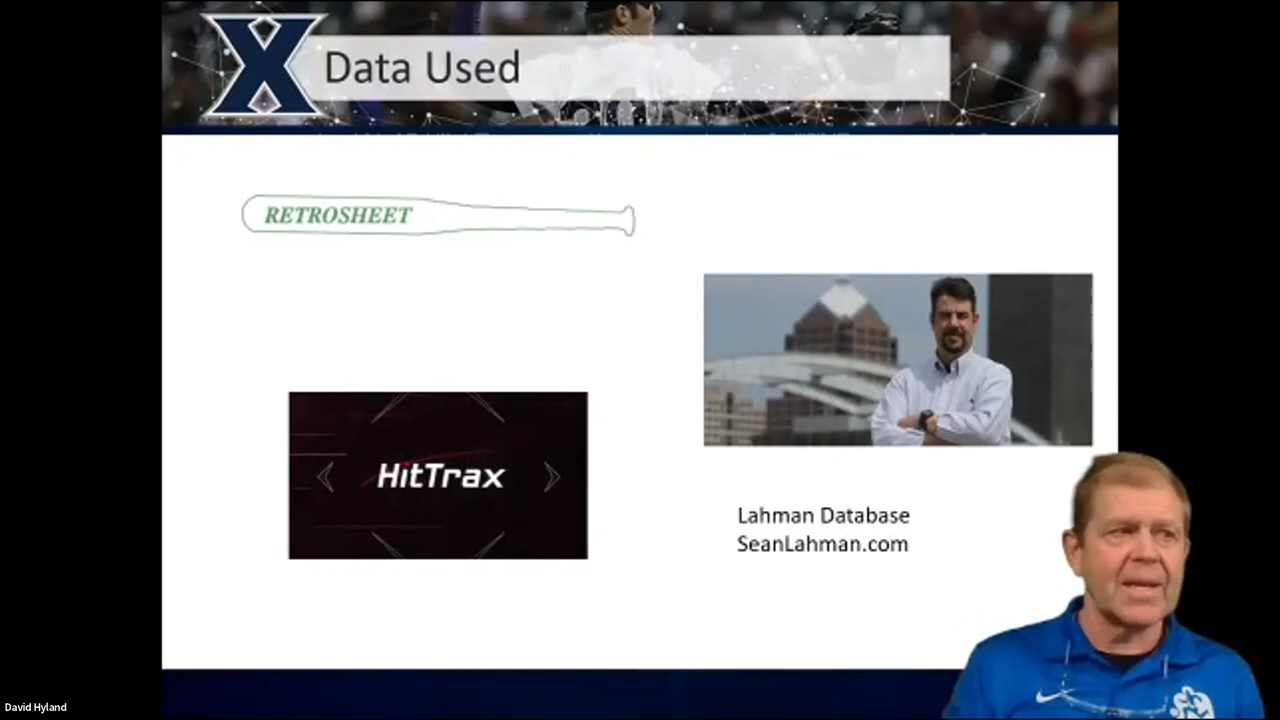 X
Data Used
RETROSHEET
HitTrax
Lahman Database
SeanLahman.com
David Hyland